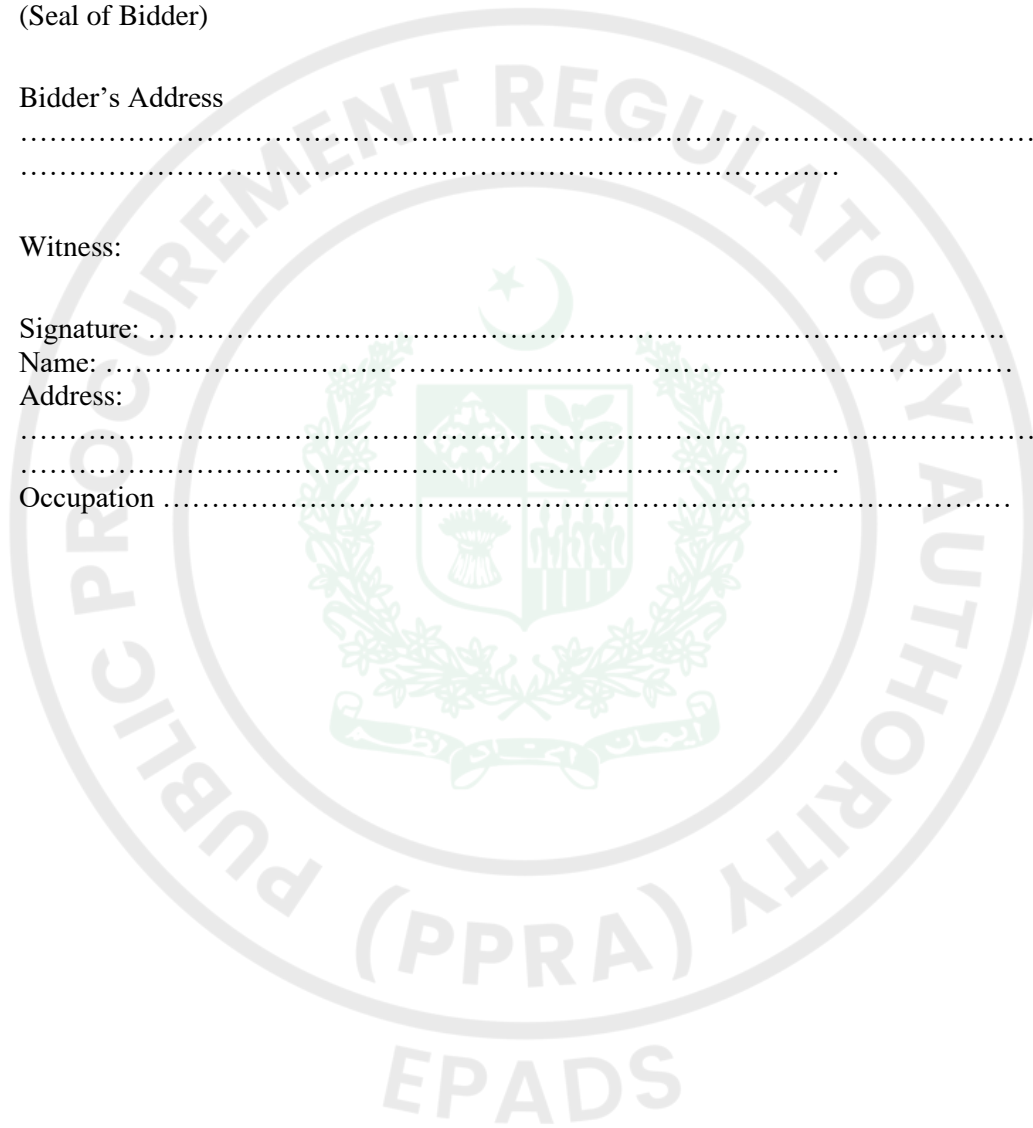 (Seal of Bidder)
Bidder’s Address
……………………………………………………………………………………………
…………………………………………………………………………
Witness:
Signature: ……………………………………………………………………………
Name: …………………………………………………………………………………
Address:
……………………………………………………………………………………………
…………………………………………………………………………
Occupation ……………………………………………………………………………
PUBLIC PROCUREMENT REGULATORY AUTHORITY
(PPRA)
EPADS